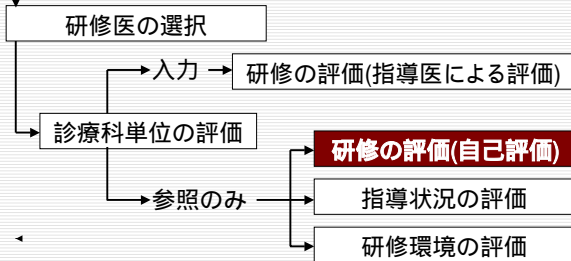 研修医の選択
入力
研修の評価(指導医による評価)
診療科単位の評価
研修の評価(自己評価)
参照のみ
指導状況の評価
研修環境の評価